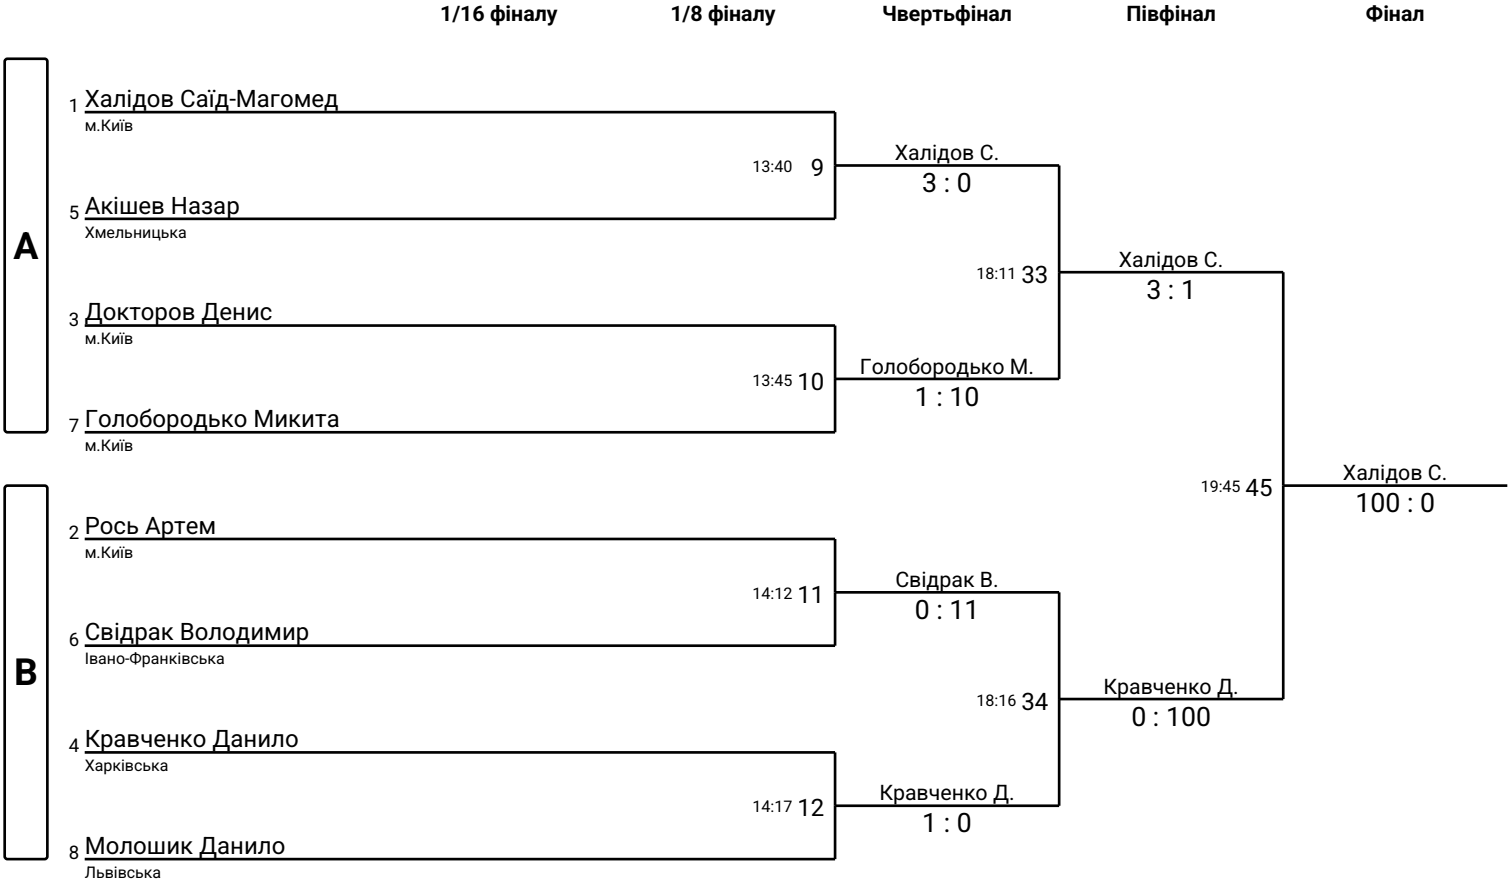 1/16 фіналу 1/8 фіналу Чвертьфінал Півфінал Фінал
1 Халідов Саїд-Магомед
м.Київ
13:40 9
Халідов С.
3 : 0
5 Акішев Назар
Хмельницька
A
18:11 33
Халідов С.
3 : 1
3 Докторов Денис
м.Київ
13:45 10
Голобородько М.
1 : 10
7 Голобородько Микита
м.Київ
19:45 45
Халідов С.
100 : 0
2 Рось Артем
м.Київ
14:12 11
Свідрак В.
0 : 11
6 Свідрак Володимир
Івано-Франківська
B
18:16 34
Кравченко Д.
0 : 100
4 Кравченко Данило
Харківська
14:17 12
Кравченко Д.
1 : 0
8 Молошик Данило
Львівська